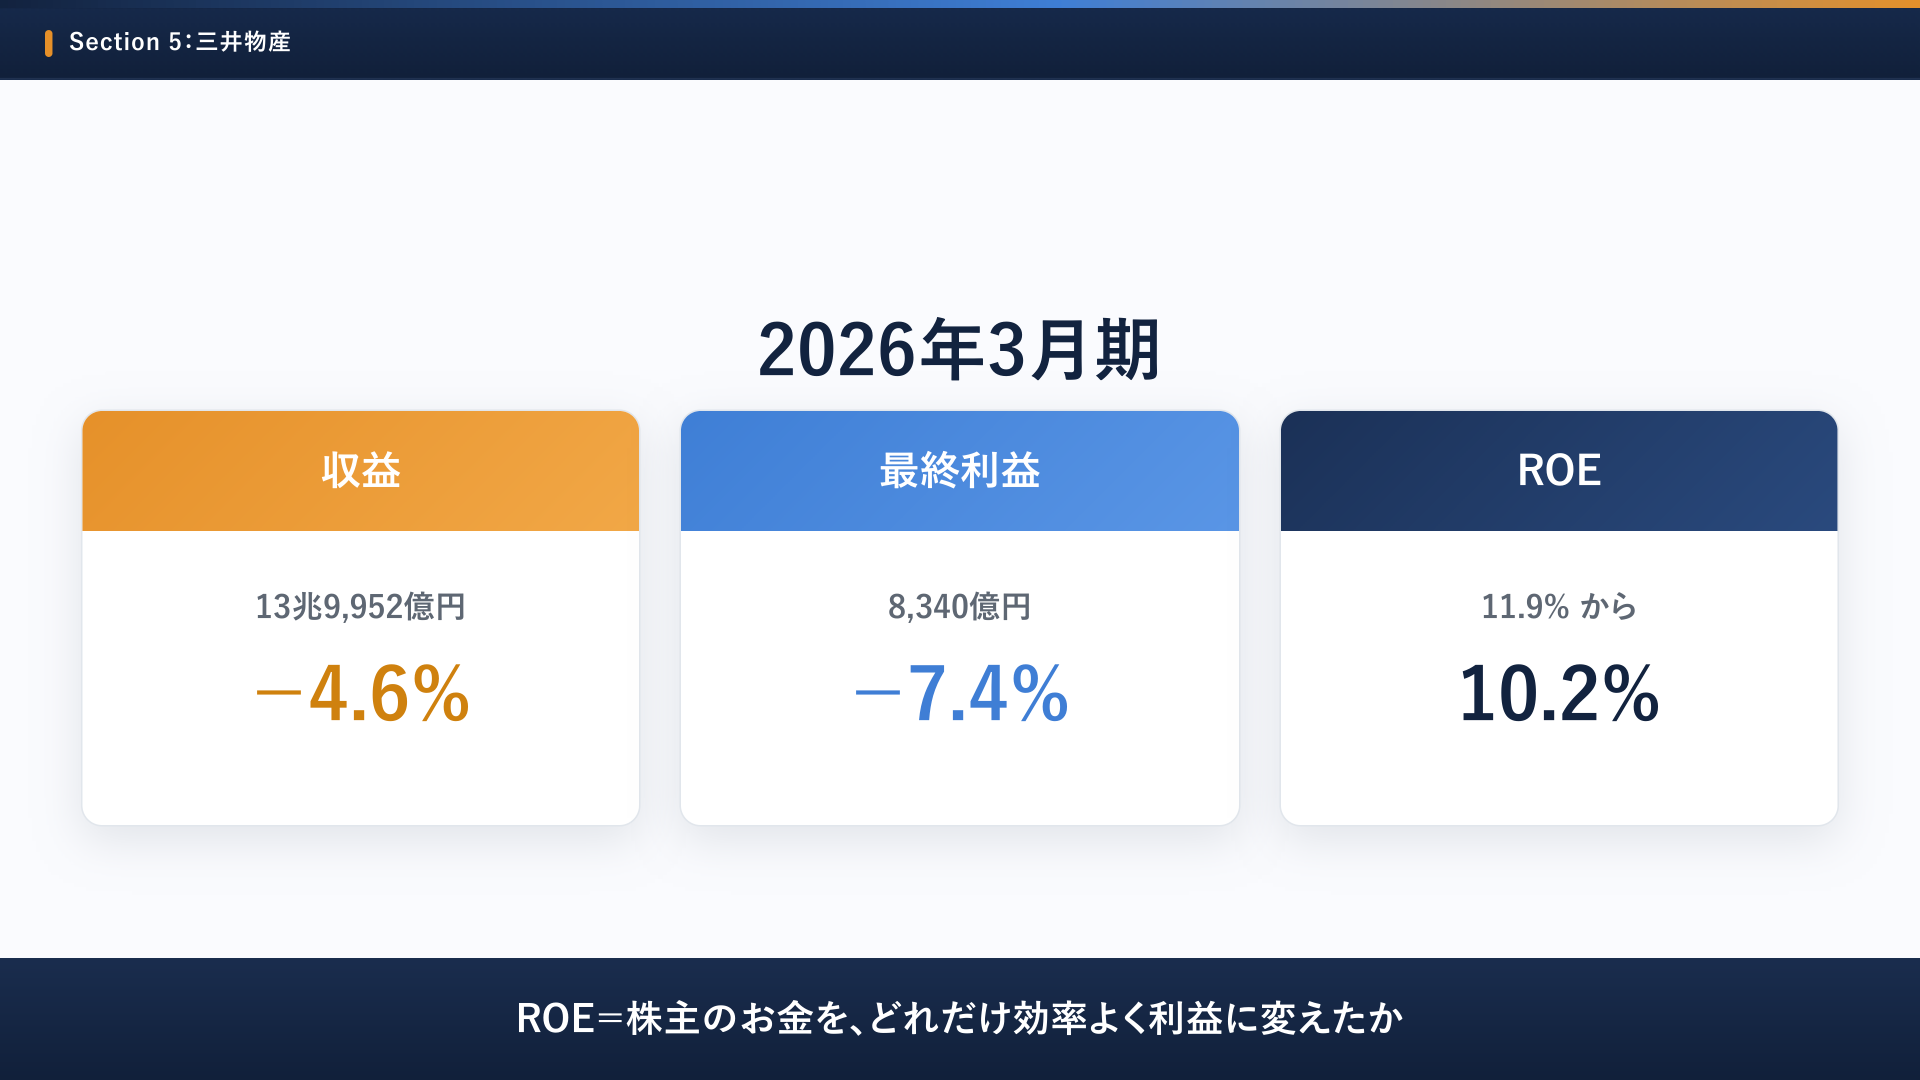 Section 5：三井物産
2026年3月期
収益
13兆9,952億円
－4.6%
最終利益
8,340億円
－7.4%
ROE
11.9% から
10.2%
ROE＝株主のお金を、どれだけ効率よく利益に変えたか